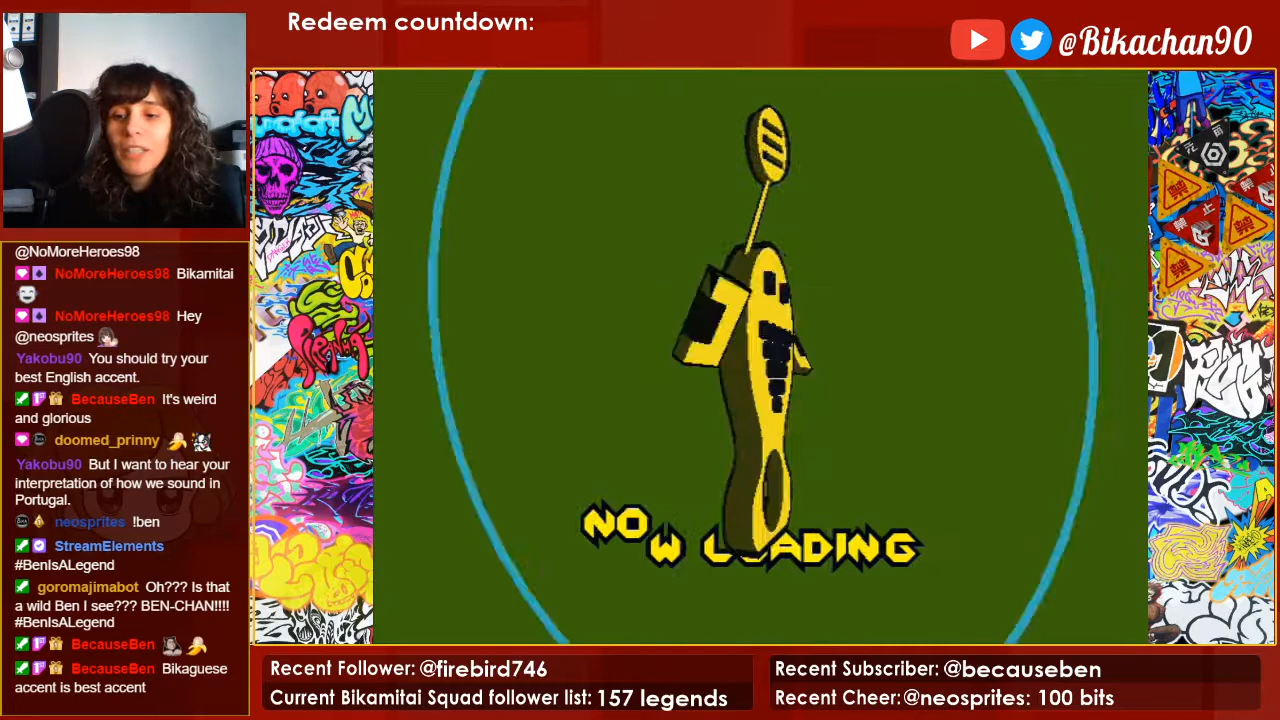 Redeem countdown:
@Bikachan90
@NoMoreHeroes98
NoMoreHeroes98 Bikamitai
NoMoreHeroes98 Hey
@neosprites
Yakobu90 You should try your
best English accent.
BecauseBen It's weird
and glorious
doomed_prinny
Yakobu90 But I want to hear your
interpretation of how we sound in
Portugal.
neosprites !ben
StreamElements
#BenIsALegend
goromajimabot Oh??? Is that
a wild Ben I see??? BEN-CHAN!!!!
#BenIsALegend
BecauseBen
BecauseBen Bikaguese
accent is best accent
NOW LOADING
Recent Follower: @firebird746
Current Bikamitai Squad follower list: 157 legends
Recent Subscriber: @becauseben
Recent Cheer: @neosprites: 100 bits